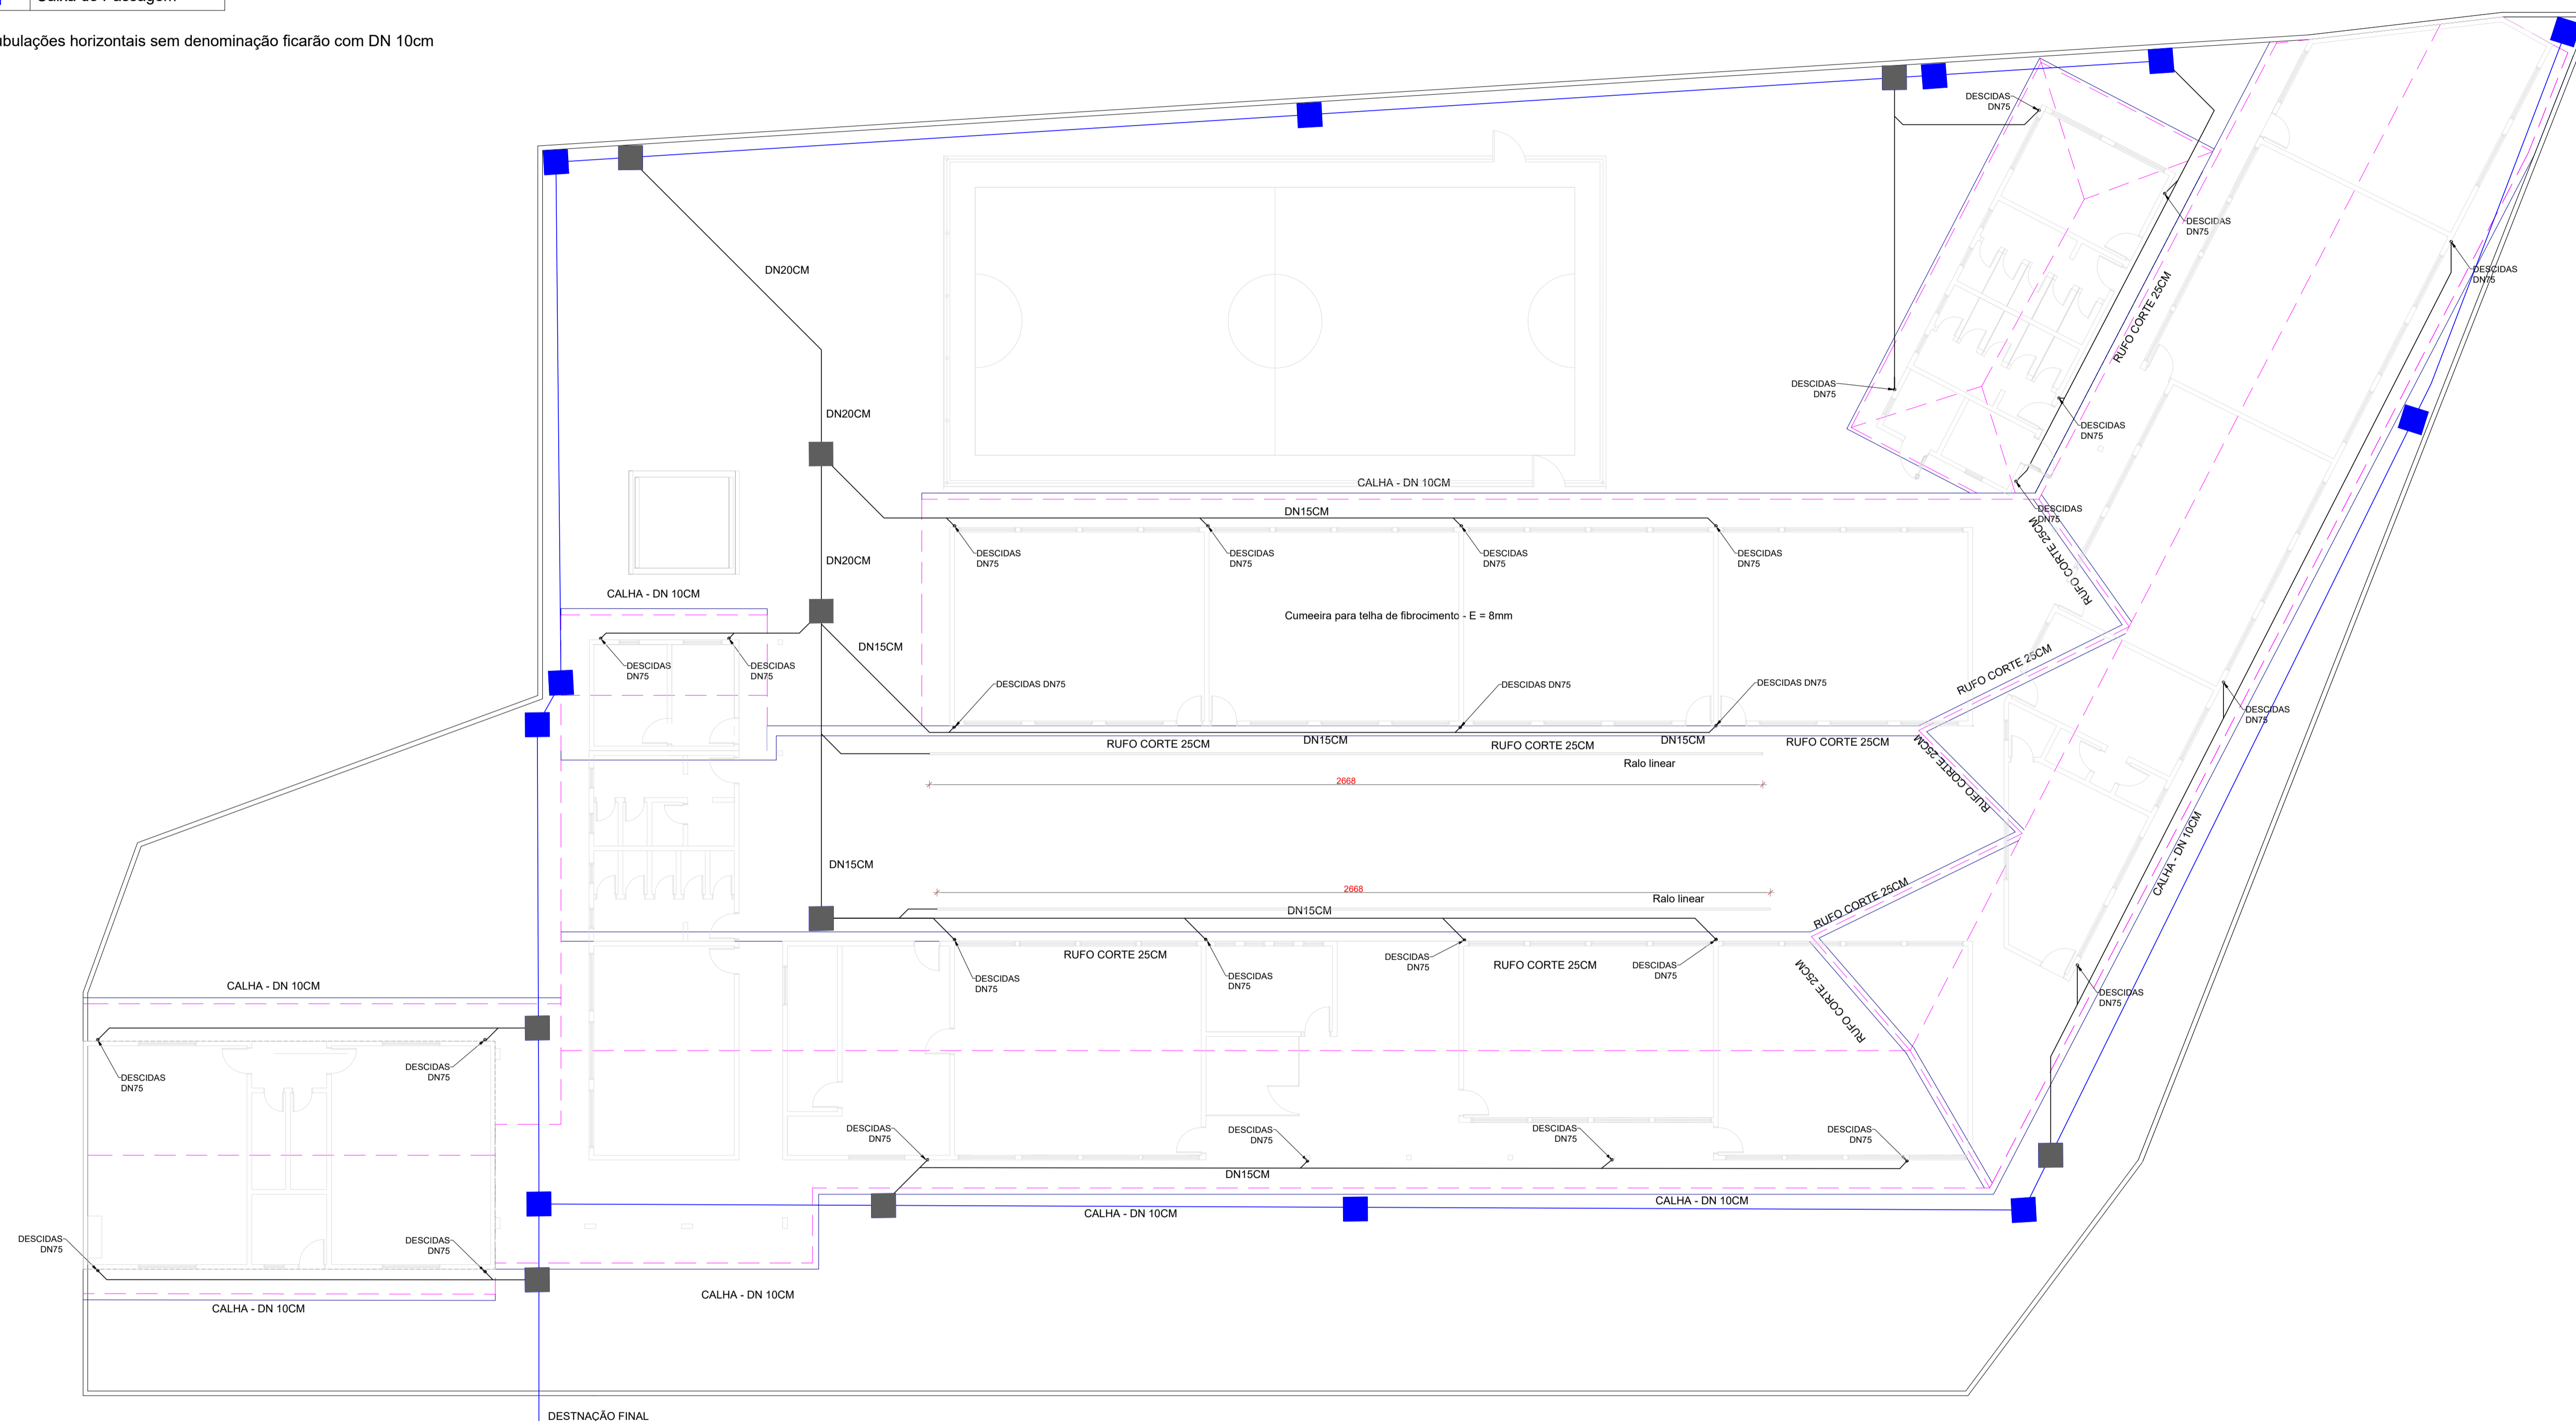 ubulações horizontais sem denominação ficarão com DN 10cm
DESCIDAS
DN75
DESCIDAS
DN75
DN20CM
DESCIDAS
DN75
RUFO CORTE 25CM
DESCIDAS
DN75
DN20CM
DESCIDAS
DN75
CALHA - DN 10CM
DN15CM
DESCIDAS
DN75
RUFO CORTE 25CM
DN20CM
DESCIDAS
DN75
DESCIDAS
DN75
DESCIDAS
DN75
DESCIDAS
DN75
CALHA - DN 10CM
Cumeeira para telha de fibrocimento - E = 8mm
DN15CM
RUFO CORTE 25CM
DESCIDAS
DN75
DESCIDAS
DN75
DESCIDAS DN75
DESCIDAS DN75
DESCIDAS DN75
DESCIDAS
DN75
RUFO CORTE 25CM
DN15CM
RUFO CORTE 25CM
DN15CM
RUFO CORTE 25CM
RUFO CORTE 25CM
Ralo linear
2668
DN15CM
2668
Ralo linear
RUFO CORTE 25CM
CALHA - DN 10CM
DN15CM
RUFO CORTE 25CM
DESCIDAS
DN75
RUFO CORTE 25CM
DESCIDAS
DN75
DESCIDAS
DN75
DESCIDAS
DN75
RUFO CORTE 25CM
DESCIDAS
DN75
CALHA - DN 10CM
DESCIDAS
DN75
DESCIDAS
DN75
DESCIDAS
DN75
DESCIDAS
DN75
DESCIDAS
DN75
DESCIDAS
DN75
DN15CM
CALHA - DN 10CM
CALHA - DN 10CM
DESCIDAS
DN75
DESCIDAS
DN75
CALHA - DN 10CM
CALHA - DN 10CM
DESTNAÇÃO FINAL